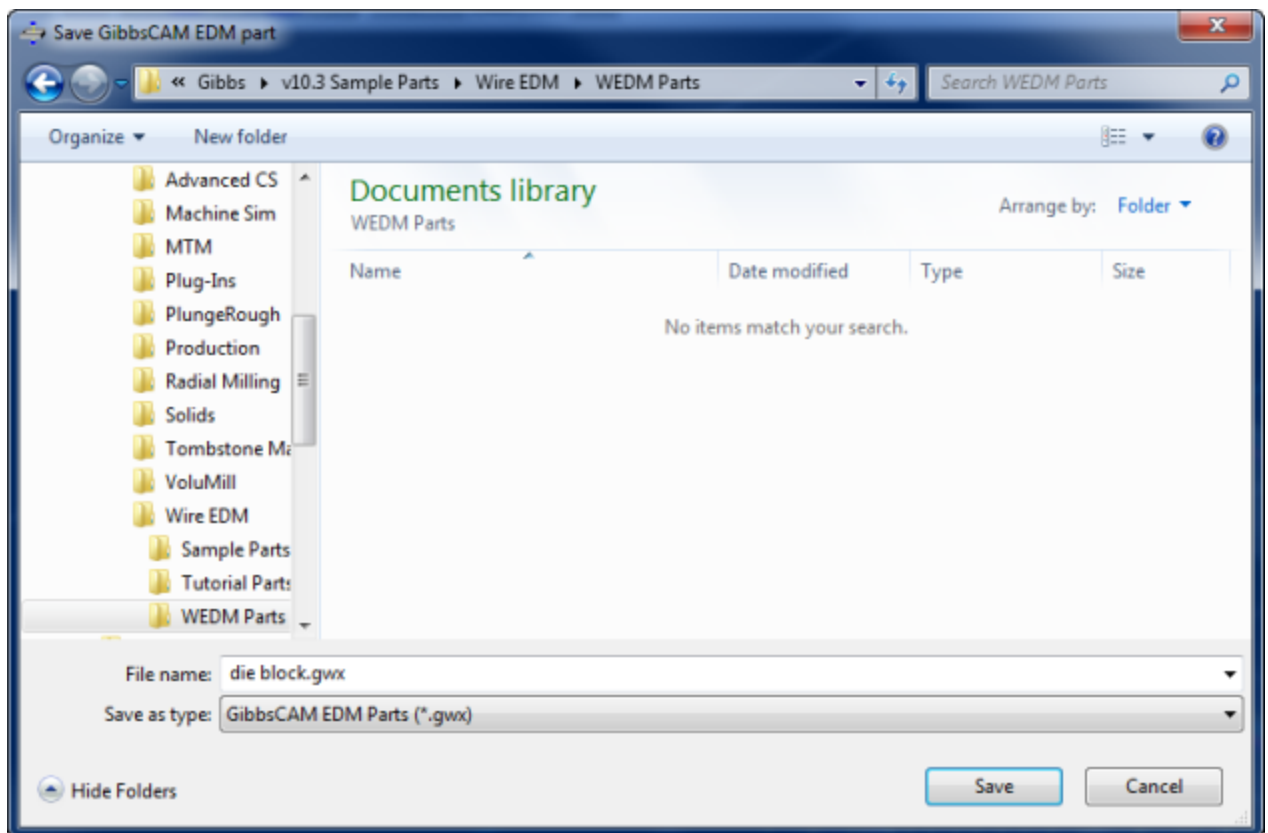 Save GibbsCAM EDM part
« Gibbs ▸ v10.3 Sample Parts ▸ Wire EDM ▸ WEDM Parts
Search WEDM Parts
Organize
New folder
Advanced CS
Machine Sim
MTM
Plug-Ins
PlungeRough
Production
Radial Milling
Solids
Tombstone Ma
VoluMill
Wire EDM
Sample Parts
Tutorial Parts
WEDM Parts
Documents library
WEDM Parts
Arrange by: Folder
Name Date modified Type Size
No items match your search.
File name: die block.gwx
Save as type: GibbsCAM EDM Parts (*.gwx)
Hide Folders
Save
Cancel